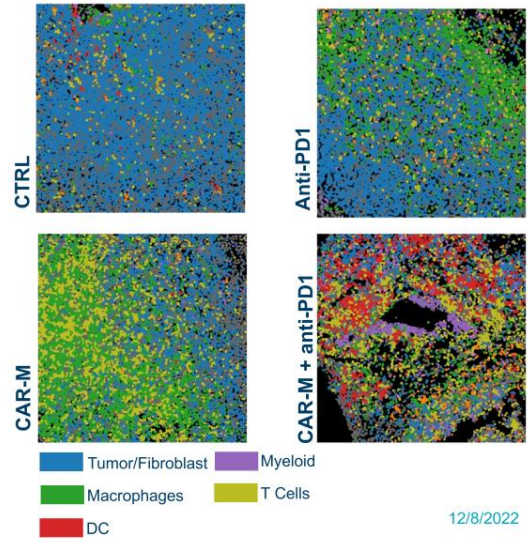 CTRL
Anti-PD1
CAR-M
CAR-M + anti-PD1
Tumor/Fibroblast
Myeloid
Macrophages
T Cells
DC
12/8/2022